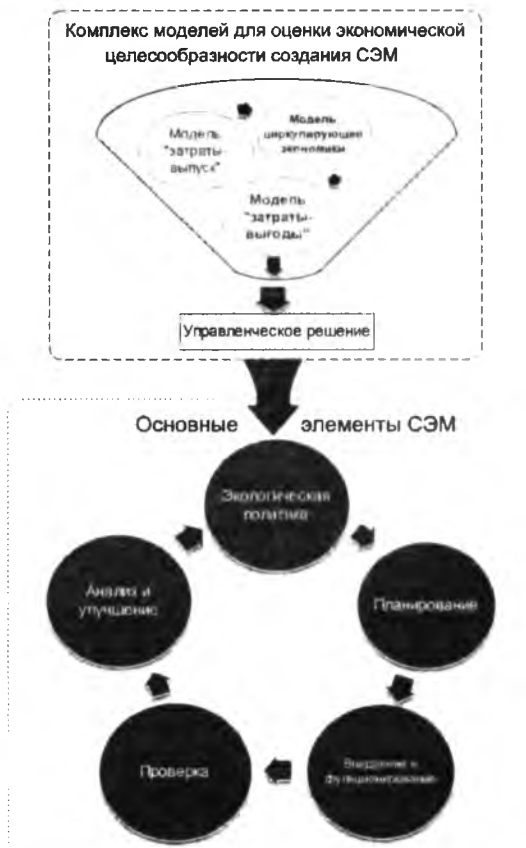 Комплекс моделей для оценки экономической
целесообразности создания СЭМ
Модель
"затраты-
выпуск"
Модель
циркулирующей
экономики
Модель
"затраты-
выгоды"
Управленческое решение
Основные элементы СЭМ
Экологическая
политика
Планирование
Внедрение и
функционирование
Проверка
Анализ и
улучшение